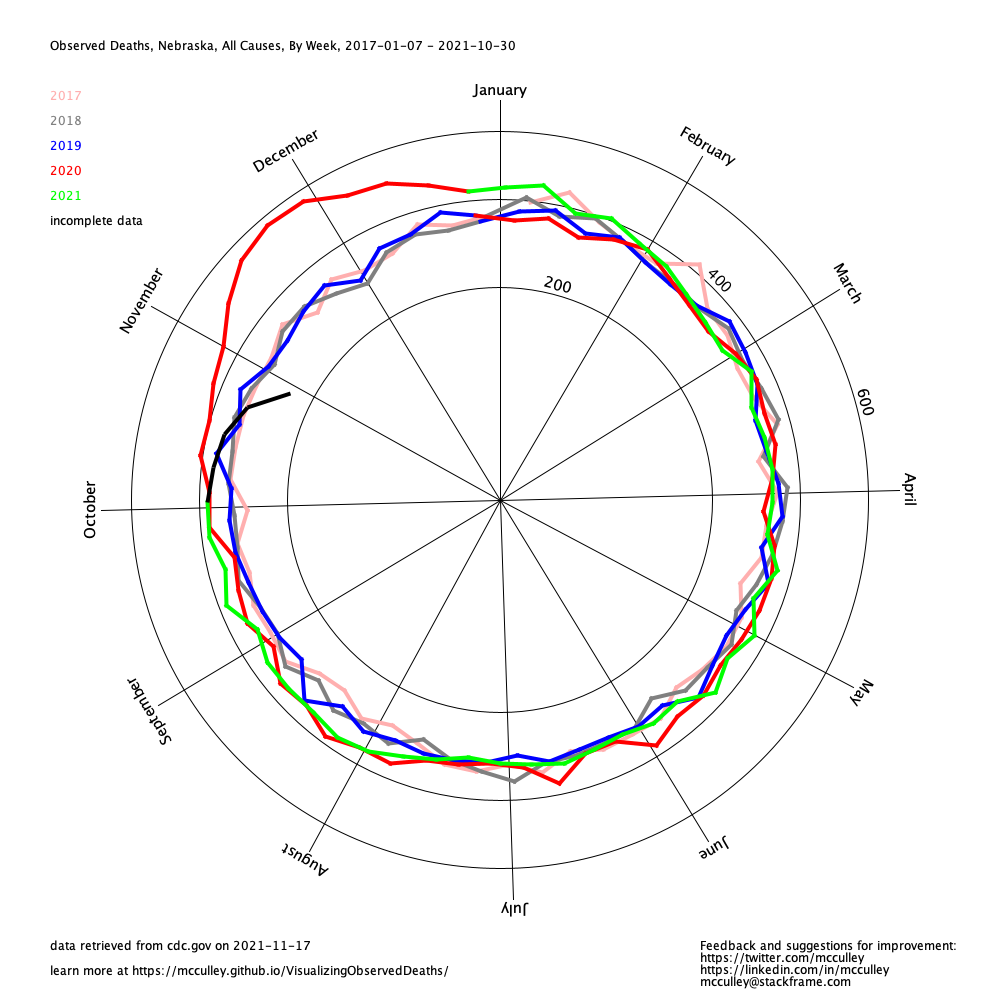 Observed Deaths, Nebraska, All Causes, By Week, 2017-01-07 - 2021-10-30
2017
2018
2019
2020
2021
incomplete data
January
February
March
April
May
June
July
August
September
October
November
December
200
400
600
data retrieved from cdc.gov on 2021-11-17
learn more at https://mcculley.github.io/VisualizingObservedDeaths/
Feedback and suggestions for improvement:
https://twitter.com/mcculley
https://linkedin.com/in/mcculley
mcculley@stackframe.com